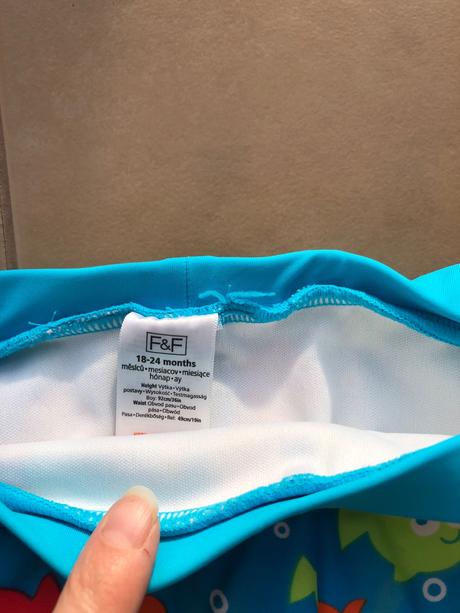 F&F
18-24 months
měsíců•mesiacov•miesiące
hónap•ay
Height Výška•Výška
postavy•Wysokość•Testmagasság
Boy: 92cm/36in
Waist Obvod pasu•Obvod
pása•Obwód
Pasa•Derékbőség•Bel: 49cm/19in